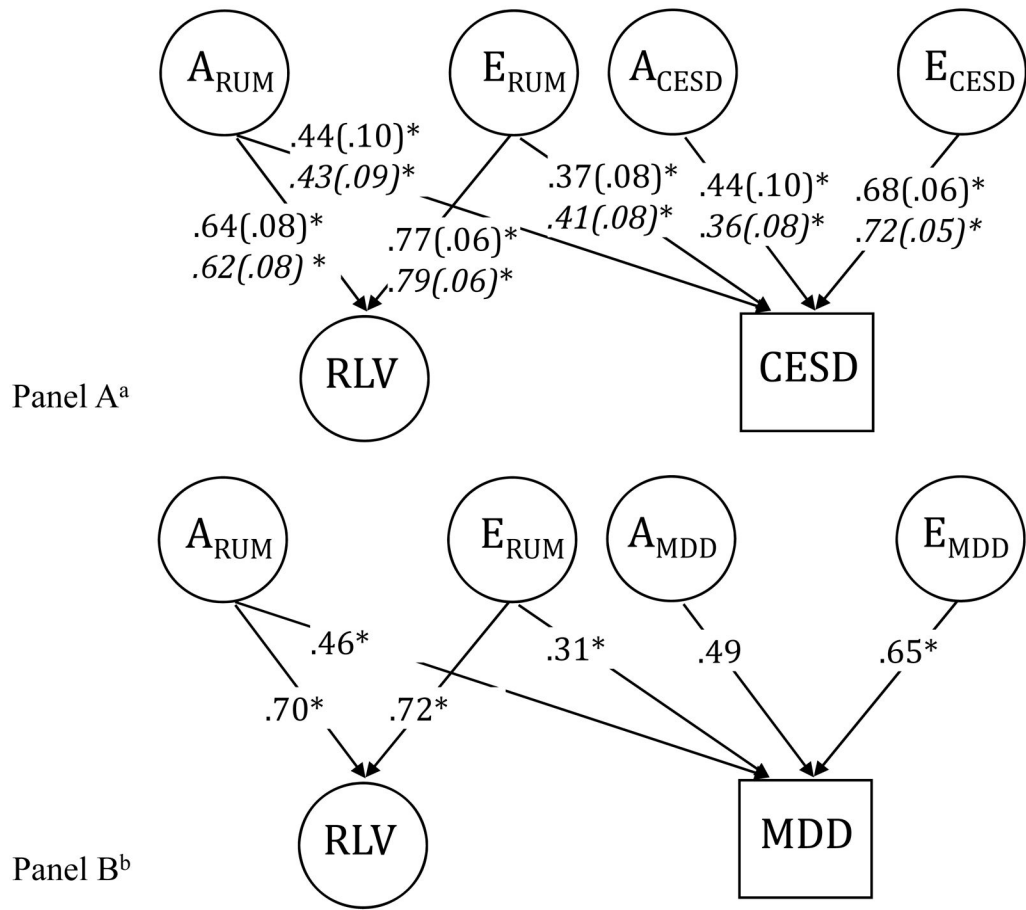 A_RUM E_RUM A_CESD E_CESD
.44(.10)* .37(.08)* .44(.10)* .68(.06)*
.43(.09)* .41(.08)* .36(.08)* .72(.05)*
.64(.08)* .77(.06)*
.62(.08) * .79(.06)*
RLV CESD
Panel Aᵃ
A_RUM E_RUM A_MDD E_MDD
.46* .31* .49 .65*
.70* .72*
RLV MDD
Panel Bᵇ